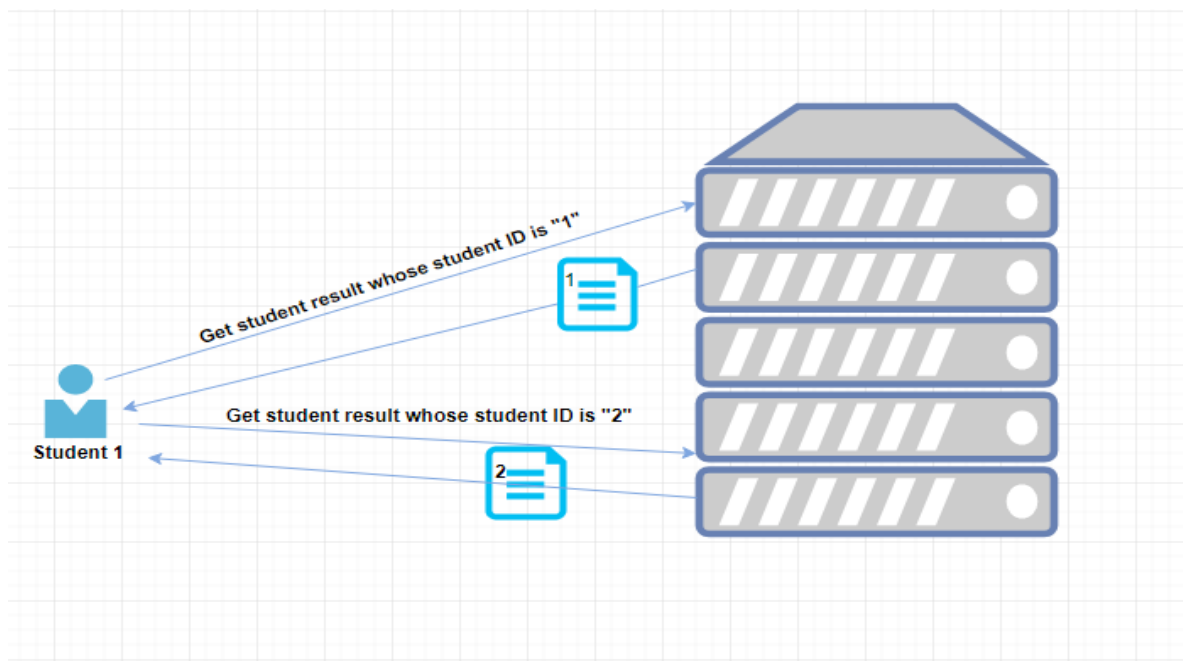 Get student result whose student ID is "1"
1
Get student result whose student ID is "2"
Student 1
2